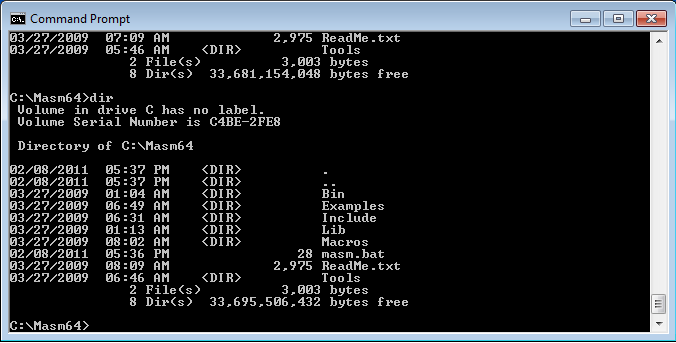 Command Prompt
03/27/2009  07:09 AM             2,975 ReadMe.txt
03/27/2009  05:46 AM    <DIR>          Tools
               2 File(s)          3,003 bytes
               8 Dir(s)  33,681,154,048 bytes free
C:\Masm64>dir
 Volume in drive C has no label.
 Volume Serial Number is C4BE-2FE8
 Directory of C:\Masm64
02/08/2011  05:37 PM    <DIR>          .
02/08/2011  05:37 PM    <DIR>          ..
03/27/2009  01:04 AM    <DIR>          Bin
03/27/2009  06:49 AM    <DIR>          Examples
03/27/2009  06:31 AM    <DIR>          Include
03/27/2009  01:13 AM    <DIR>          Lib
03/27/2009  08:02 AM    <DIR>          Macros
02/08/2011  05:36 PM                28 masm.bat
03/27/2009  08:09 AM             2,975 ReadMe.txt
03/27/2009  06:46 AM    <DIR>          Tools
               2 File(s)          3,003 bytes
               8 Dir(s)  33,695,506,432 bytes free
C:\Masm64>